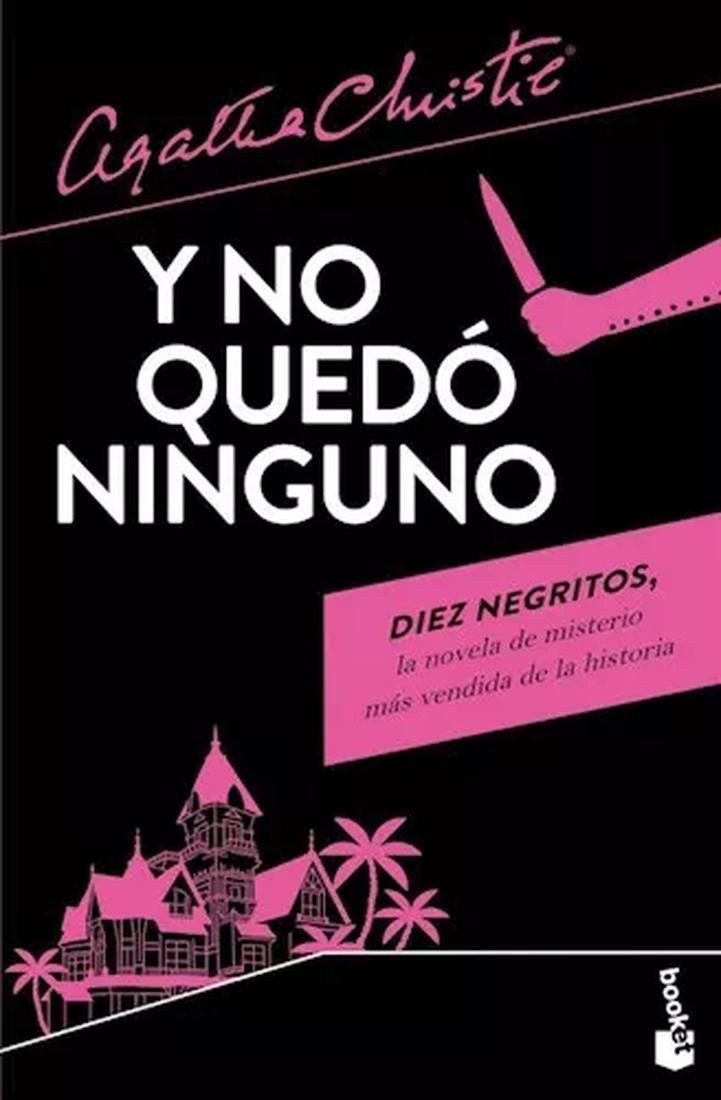 Agatha Christie®
Y NO
QUEDÓ
NINGUNO
DIEZ NEGRITOS,
la novela de misterio
más vendida de la historia
booket